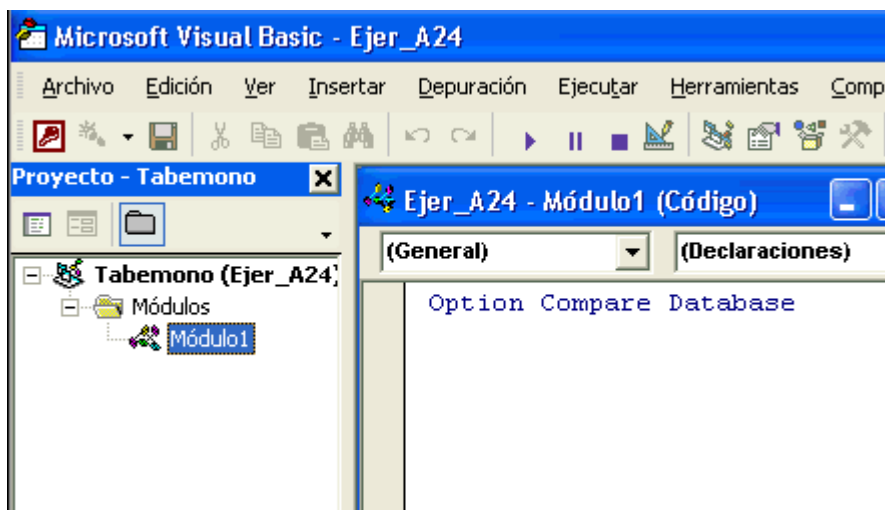 Microsoft Visual Basic - Ejer_A24
Archivo Edición Ver Insertar Depuración Ejecutar Herramientas Comp
Proyecto - Tabemono
Ejer_A24 - Módulo1 (Código)
(General) (Declaraciones)
Tabemono (Ejer_A24)
Módulos
Módulo1
Option Compare Database